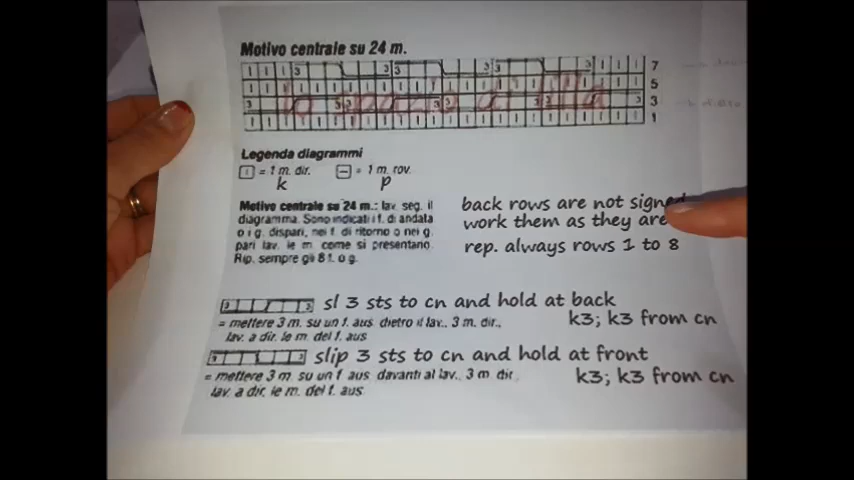 Motivo centrale su 24 m.
7
5
3
1
Legenda diagrammi
= 1 m. dir.
= 1 m. rov.
k
p
Motivo centrale su 24 m.: lav. seg. il
diagramma. Sono indicati i f. di andata
o i g. dispari, nei f. di ritorno o nei g.
pari lav. le m. come si presentano.
Rip. sempre gli 8 f. o g.
back rows are not signed
work them as they are
rep. always rows 1 to 8
sl 3 sts to cn and hold at back
k3; k3 from cn
= mettere 3 m. su un f. aus. dietro il lav., 3 m. dir.,
lav. a dir. le m. del f. aus
slip 3 sts to cn and hold at front
k3; k3 from cn
= mettere 3 m. su un f. aus. davanti al lav., 3 m. dir.
lav. a dir. le m. del f. aus